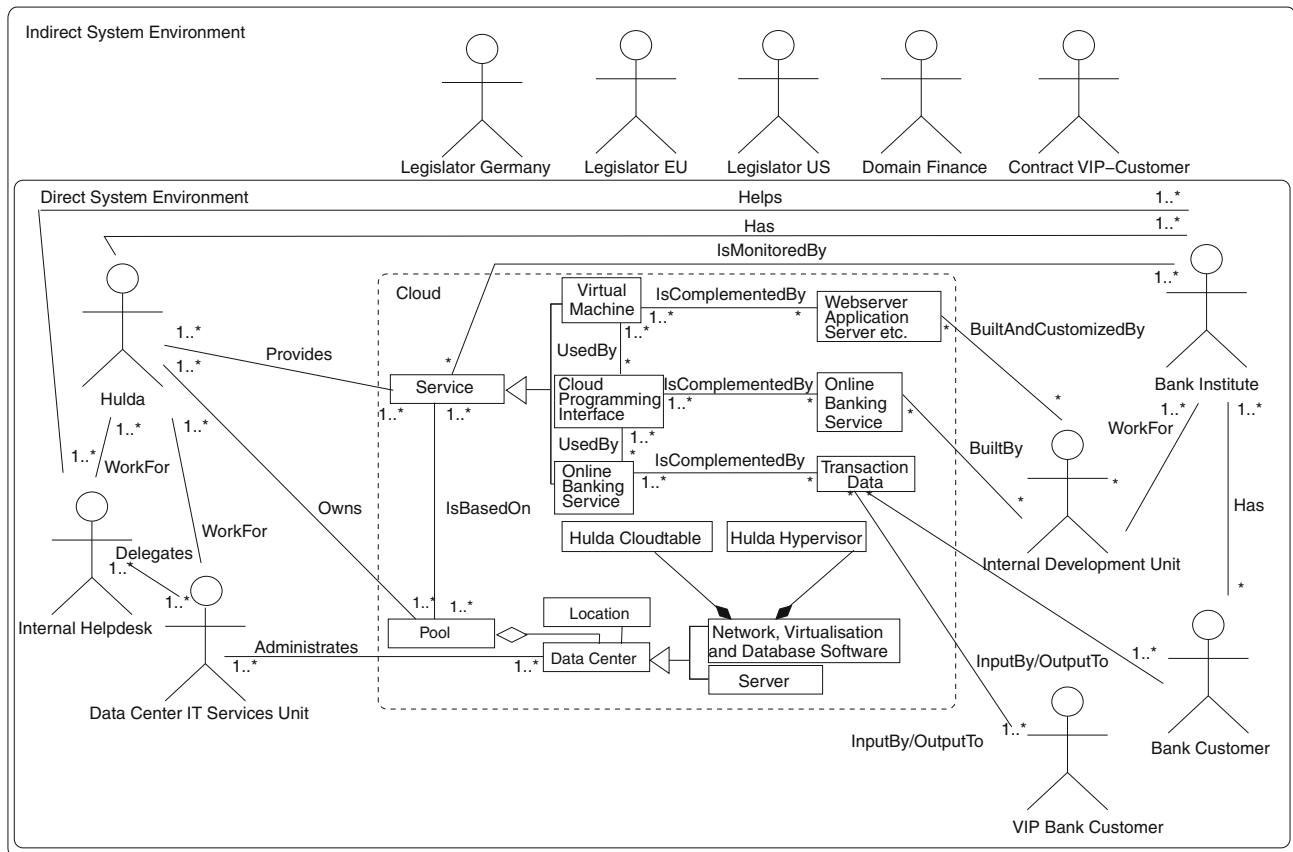 Indirect System Environment
Legislator Germany
Legislator EU
Legislator US
Domain Finance
Contract VIP−Customer
Direct System Environment
Helps
1..*
Has
1..*
IsMonitoredBy
1..*
Cloud
Virtual
Machine
IsComplementedBy
1..*
*
Webserver
Application
Server etc.
*
BuiltAndCustomizedBy
1..*
UsedBy
*
1..*
Provides
*
1..*
Hulda
Service
1..*
1..*
Cloud
Programming
Interface
IsComplementedBy
1..*
*
Online
Banking
Service
*
Bank Institute
1..*
1..*
*
1..*
1..*
WorkFor
1..*
UsedBy
*
1..*
Online
Banking
Service
IsComplementedBy
1..*
*
Transaction
Data
*
*
BuiltBy
*
*
WorkFor
Owns
IsBasedOn
Has
WorkFor
Hulda Cloudtable
Hulda Hypervisor
Internal Development Unit
Delegates
1..*
1..*
Internal Helpdesk
*
1..*
1..*
Pool
Location
Data Center
Network, Virtualisation
and Database Software
Server
Administrates
1..*
1..*
InputBy/OutputTo
1..*
Data Center IT Services Unit
InputBy/OutputTo
1..*
Bank Customer
VIP Bank Customer